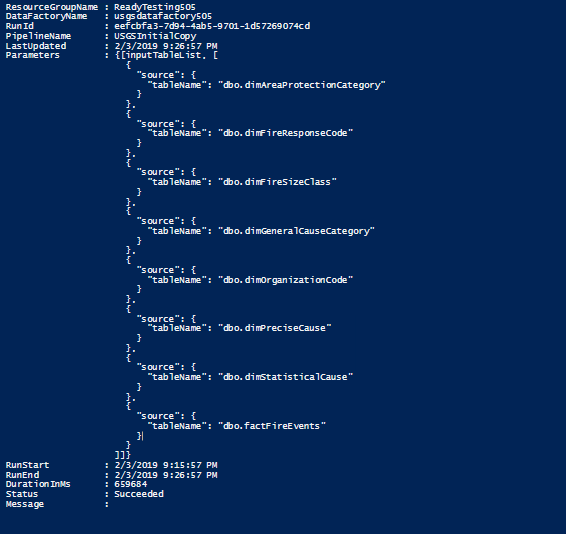 ResourceGroupName : ReadyTesting505
DataFactoryName   : usgsdatafactory505
RunId             : eefcbfa3-7d94-4ab5-9701-1d57269074cd
PipelineName      : USGSInitialCopy
LastUpdated       : 2/3/2019 9:26:57 PM
Parameters        : {[inputTableList, [
                      {
                        "source": {
                          "tableName": "dbo.dimAreaProtectionCategory"
                        }
                      },
                      {
                        "source": {
                          "tableName": "dbo.dimFireResponseCode"
                        }
                      },
                      {
                        "source": {
                          "tableName": "dbo.dimFireSizeClass"
                        }
                      },
                      {
                        "source": {
                          "tableName": "dbo.dimGeneralCauseCategory"
                        }
                      },
                      {
                        "source": {
                          "tableName": "dbo.dimOrganizationCode"
                        }
                      },
                      {
                        "source": {
                          "tableName": "dbo.dimPreciseCause"
                        }
                      },
                      {
                        "source": {
                          "tableName": "dbo.dimStatisticalCause"
                        }
                      },
                      {
                        "source": {
                          "tableName": "dbo.factFireEvents"
                        }
                      }
                    ]]}
RunStart          : 2/3/2019 9:15:57 PM
RunEnd            : 2/3/2019 9:26:57 PM
DurationInMs      : 659684
Status            : Succeeded
Message           :